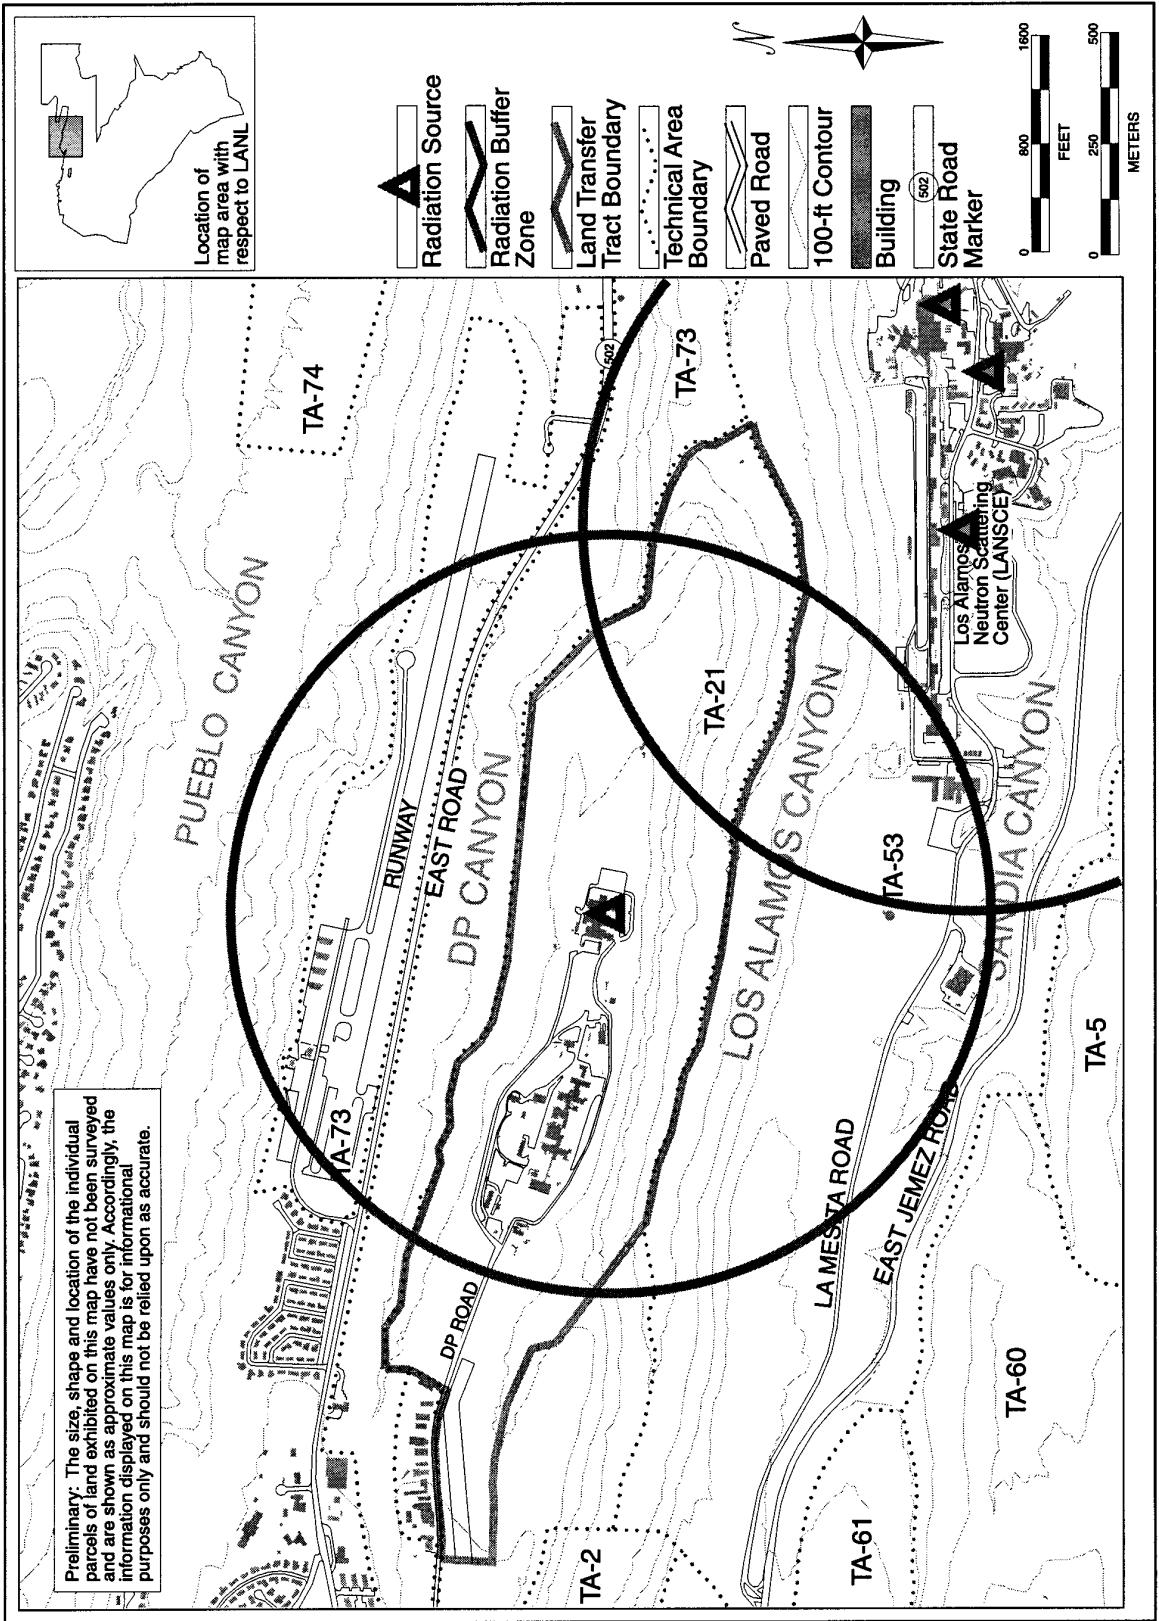 Preliminary: The size, shape and location of the individual
parcels of land exhibited on this map have not been surveyed
and are shown as approximate values only. Accordingly, the
information displayed on this map is for informational
purposes only and should not be relied upon as accurate.
PUEBLO CANYON
TA-74
TA-73
RUNWAY
EAST ROAD
DP CANYON
502
DP ROAD
TA-21
TA-73
TA-2
LOS ALAMOS CANYON
LA MESITA ROAD
TA-53
Los Alamos
Neutron Scattering
Center (LANSCE)
EAST JEMEZ ROAD
SANDIA CANYON
TA-61
TA-60
TA-5
Location of
map area with
respect to LANL
Radiation Source
Radiation Buffer
Zone
Land Transfer
Tract Boundary
Technical Area
Boundary
Paved Road
100-ft Contour
Building
502
State Road
Marker
N
0 800 1600
FEET
0 250 500
METERS